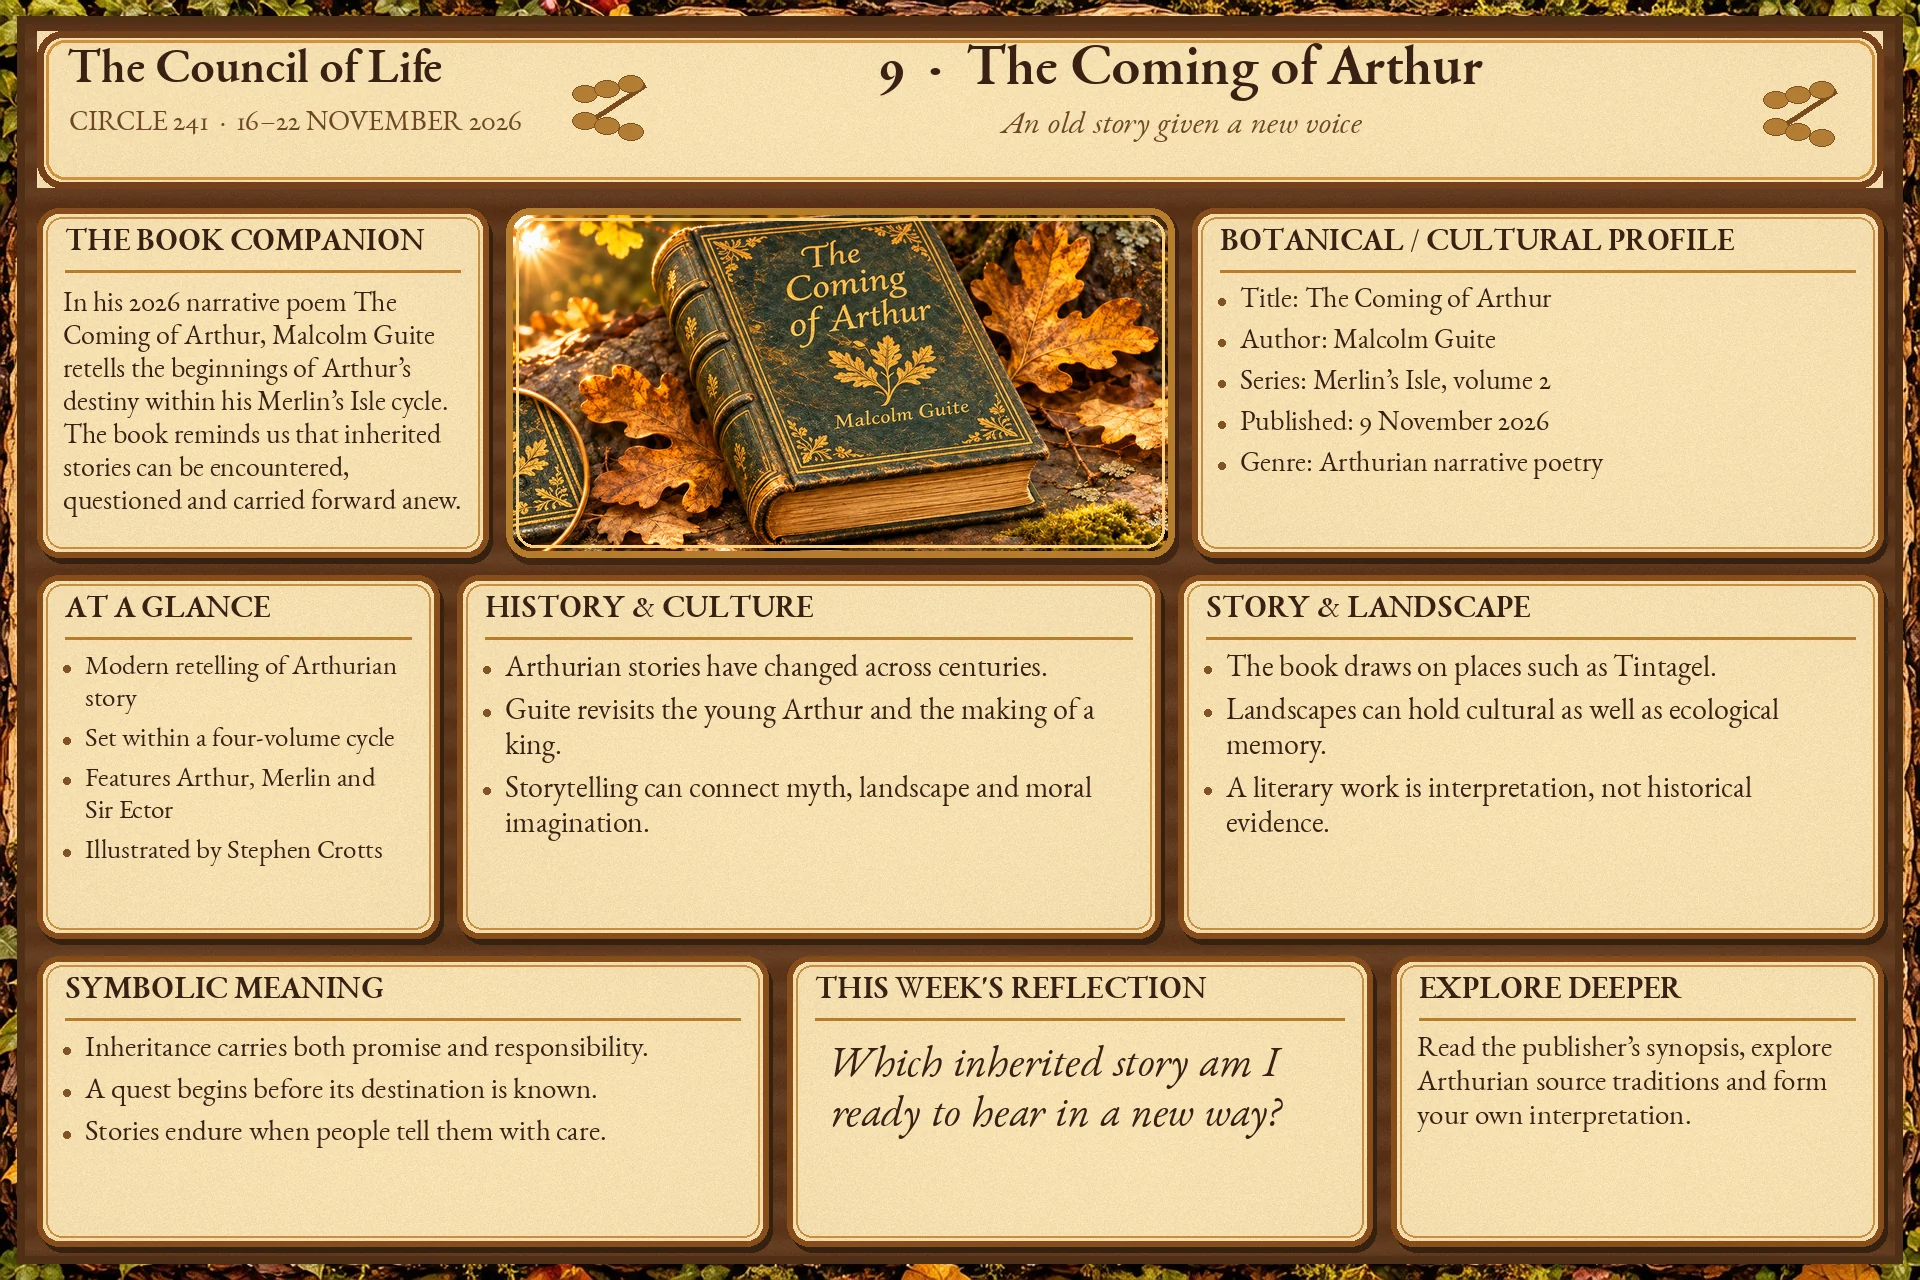 The Council of Life
CIRCLE 241 · 16–22 NOVEMBER 2026
9 · The Coming of Arthur
An old story given a new voice
THE BOOK COMPANION
In his 2026 narrative poem The
Coming of Arthur, Malcolm Guite
retells the beginnings of Arthur’s
destiny within his Merlin’s Isle cycle.
The book reminds us that inherited
stories can be encountered,
questioned and carried forward anew.
The
Coming
of Arthur
Malcolm Guite
BOTANICAL / CULTURAL PROFILE
• Title: The Coming of Arthur
• Author: Malcolm Guite
• Series: Merlin’s Isle, volume 2
• Published: 9 November 2026
• Genre: Arthurian narrative poetry
AT A GLANCE
• Modern retelling of Arthurian
story
• Set within a four-volume cycle
• Features Arthur, Merlin and
Sir Ector
• Illustrated by Stephen Crotts
HISTORY & CULTURE
• Arthurian stories have changed across centuries.
• Guite revisits the young Arthur and the making of a
king.
• Storytelling can connect myth, landscape and moral
imagination.
STORY & LANDSCAPE
• The book draws on places such as Tintagel.
• Landscapes can hold cultural as well as ecological
memory.
• A literary work is interpretation, not historical
evidence.
SYMBOLIC MEANING
• Inheritance carries both promise and responsibility.
• A quest begins before its destination is known.
• Stories endure when people tell them with care.
THIS WEEK'S REFLECTION
Which inherited story am I
ready to hear in a new way?
EXPLORE DEEPER
Read the publisher’s synopsis, explore
Arthurian source traditions and form
your own interpretation.